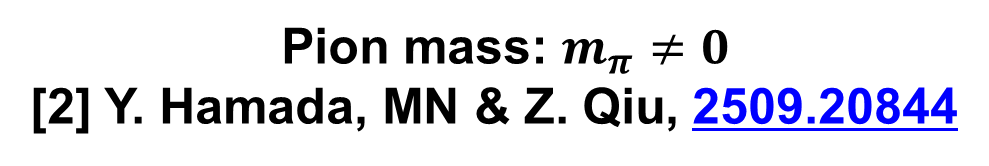 Pion mass: 𝑚_𝜋 ≠ 0
[2] Y. Hamada, MN & Z. Qiu, 2509.20844